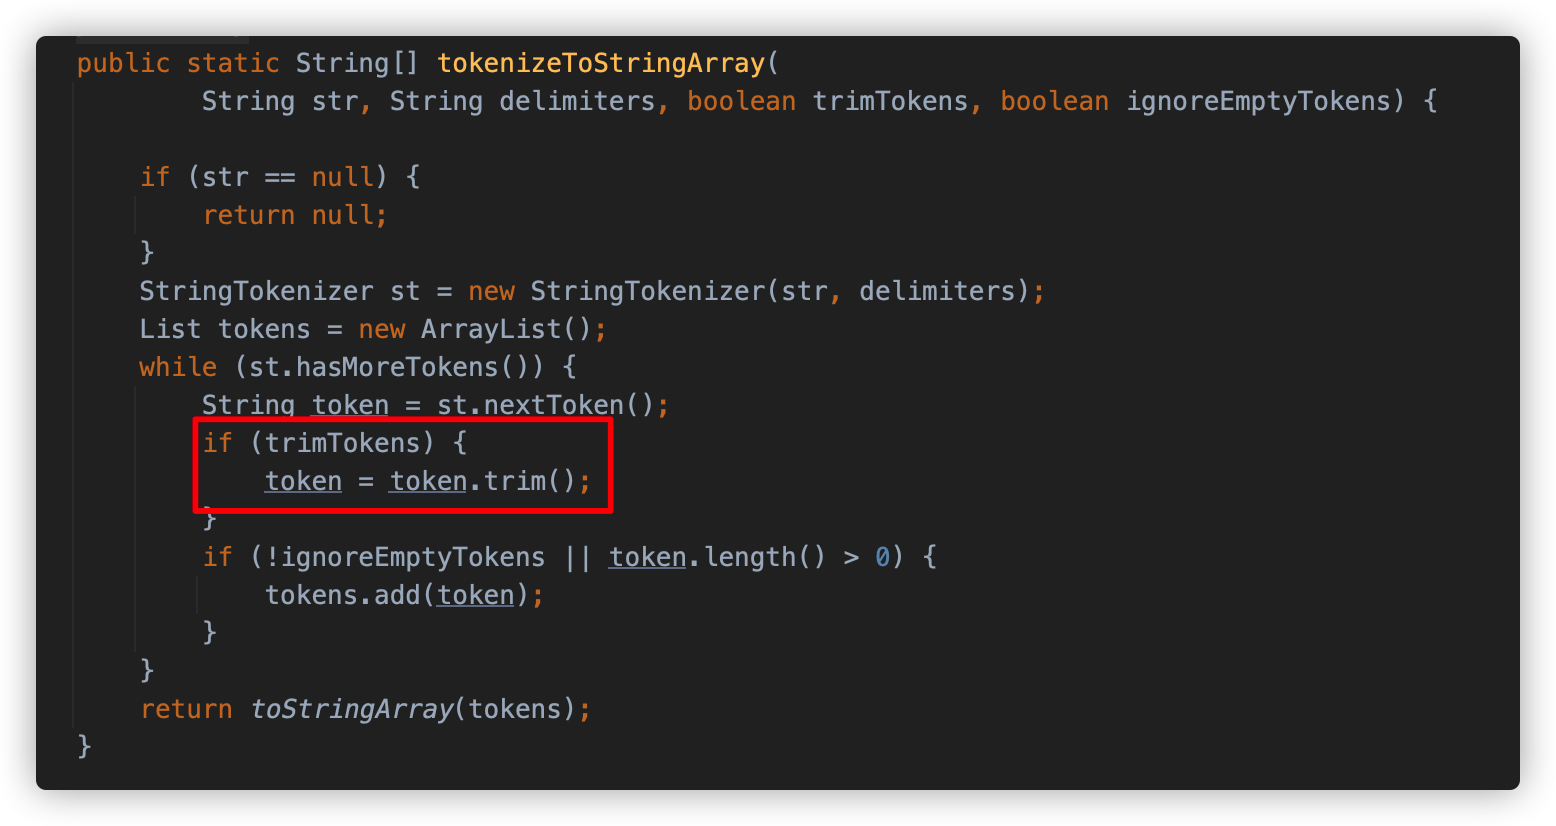 public static String[] tokenizeToStringArray(
        String str, String delimiters, boolean trimTokens, boolean ignoreEmptyTokens) {

    if (str == null) {
        return null;
    }
    StringTokenizer st = new StringTokenizer(str, delimiters);
    List tokens = new ArrayList();
    while (st.hasMoreTokens()) {
        String token = st.nextToken();
        if (trimTokens) {
            token = token.trim();
        }
        if (!ignoreEmptyTokens || token.length() > 0) {
            tokens.add(token);
        }
    }
    return toStringArray(tokens);
}